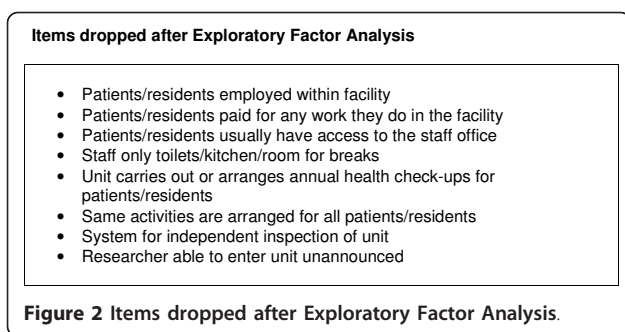 Items dropped after Exploratory Factor Analysis
• Patients/residents employed within facility
• Patients/residents paid for any work they do in the facility
• Patients/residents usually have access to the staff office
• Staff only toilets/kitchen/room for breaks
• Unit carries out or arranges annual health check-ups for
patients/residents
• Same activities are arranged for all patients/residents
• System for independent inspection of unit
• Researcher able to enter unit unannounced
Figure 2 Items dropped after Exploratory Factor Analysis.